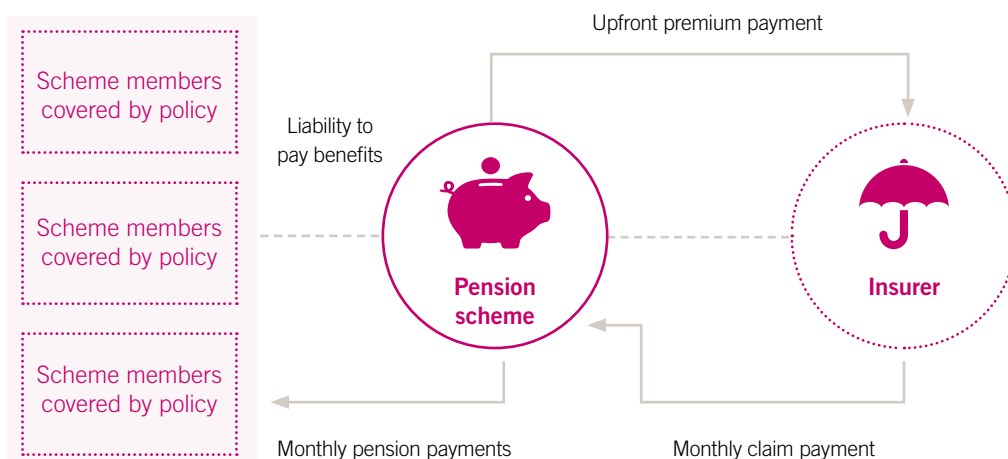 Upfront premium payment
Scheme members
covered by policy
Liability to
pay benefits
Scheme members
covered by policy
Pension
scheme
Insurer
Scheme members
covered by policy
Monthly pension payments
Monthly claim payment